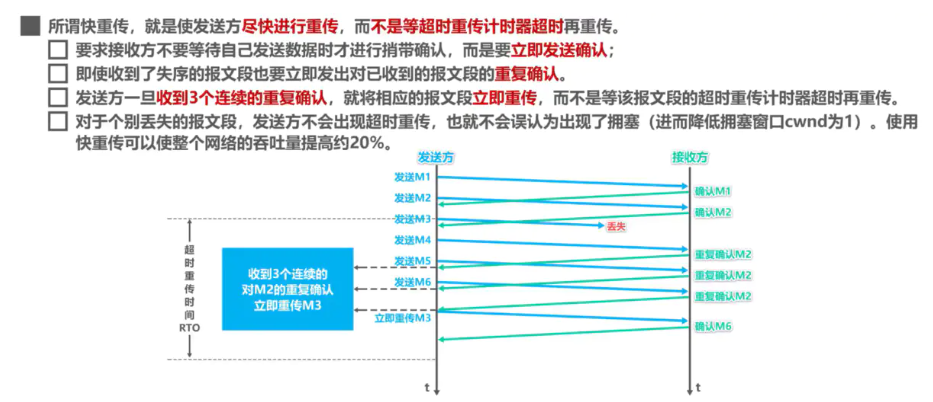 所谓快重传，就是使发送方尽快进行重传，而不是等超时重传计时器超时再重传。
要求接收方不要等待自己发送数据时才进行捎带确认，而是要立即发送确认；
即使收到了失序的报文段也要立即发出对已收到的报文段的重复确认。
发送方一旦收到3个连续的重复确认，就将相应的报文段立即重传，而不是等该报文段的超时重传计时器超时再重传。
对于个别丢失的报文段，发送方不会出现超时重传，也就不会误认为出现了拥塞（进而降低拥塞窗口cwnd为1）。使用
快重传可以使整个网络的吞吐量提高约20%。
发送方
接收方
发送M1
确认M1
发送M2
确认M2
发送M3
丢失
发送M4
重复确认M2
发送M5
重复确认M2
发送M6
重复确认M2
立即重传M3
确认M6
超时重传时间RTO
收到3个连续的
对M2的重复确认
立即重传M3
t
t